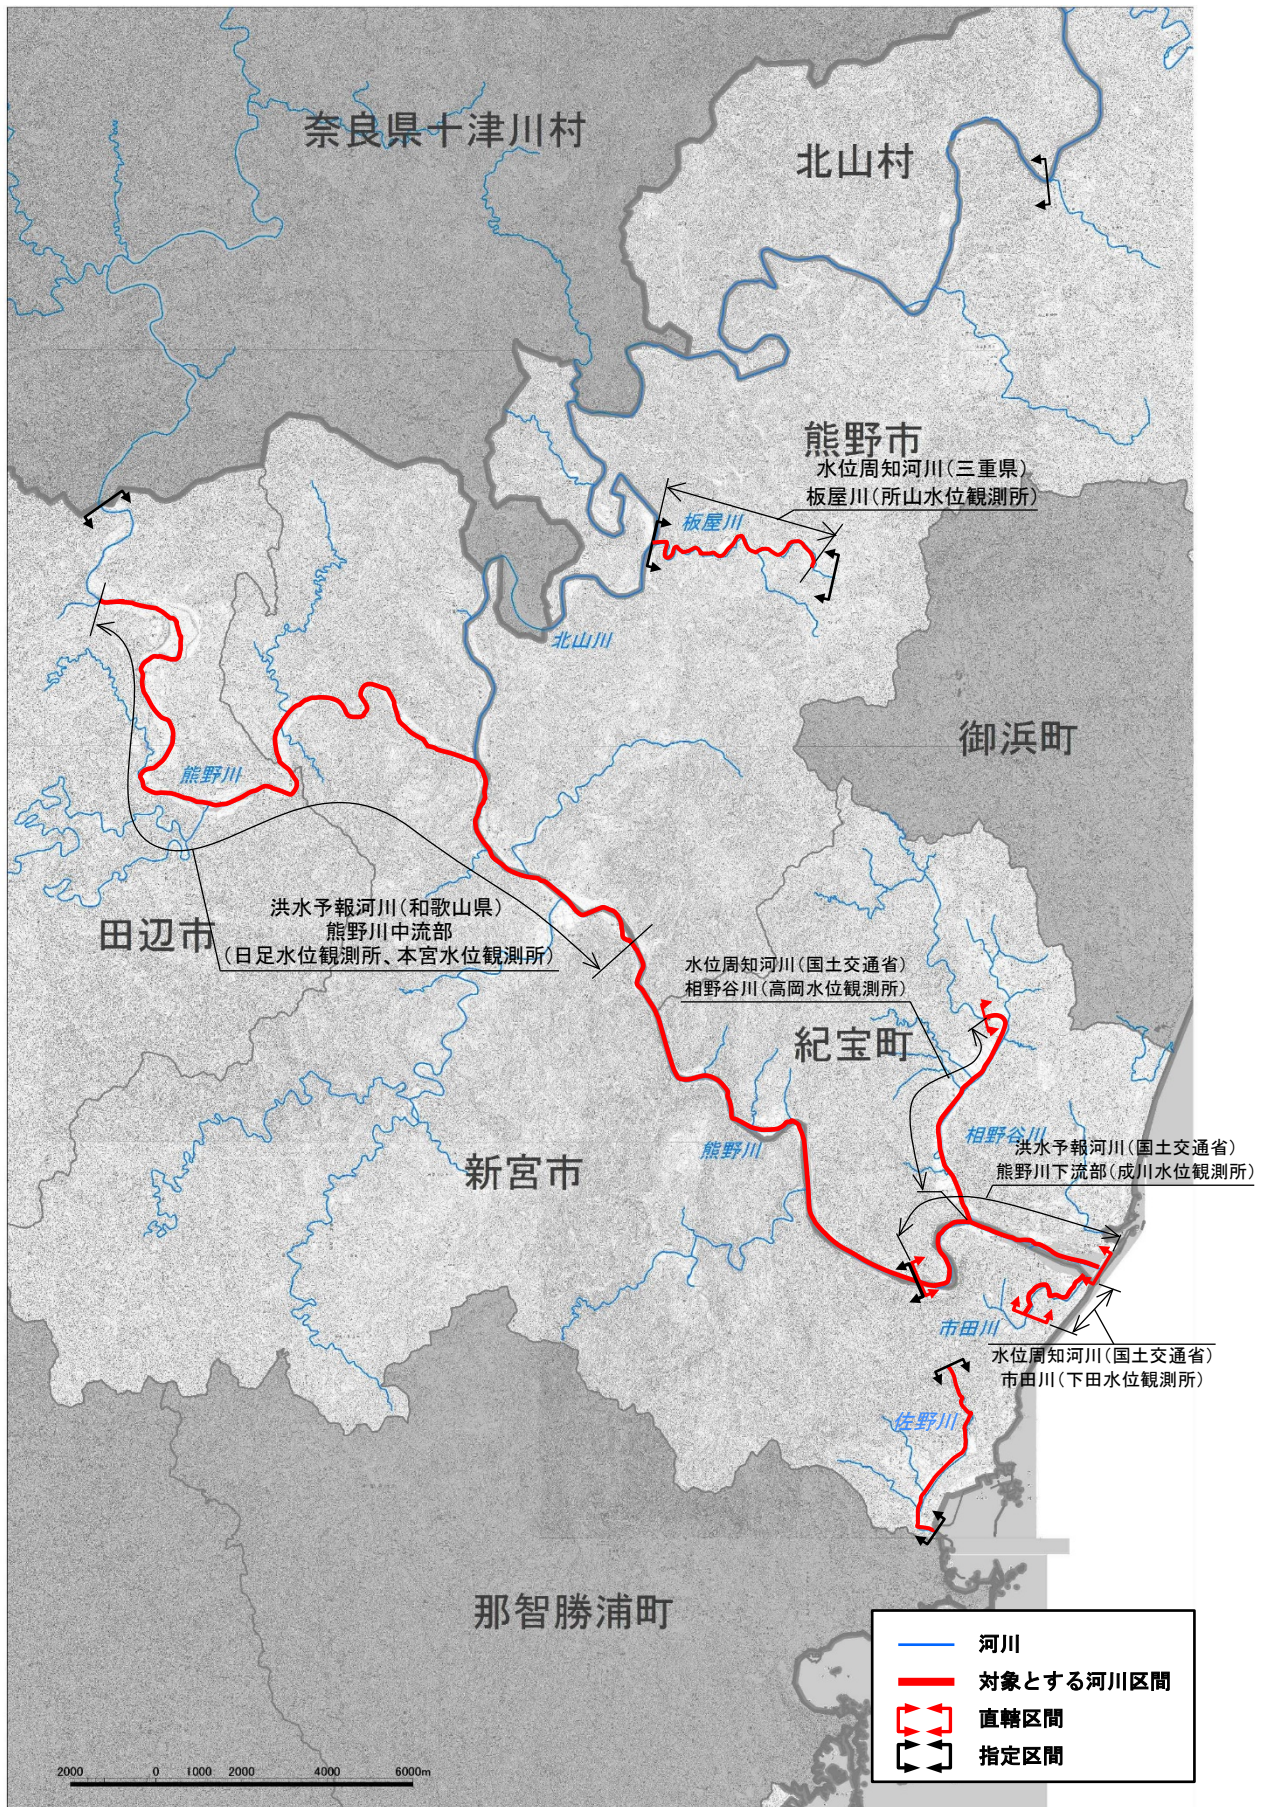 奈良県十津川村
北山村
熊野市
水位周知河川(三重県)
板屋川(所山水位観測所)
板屋川
北山川
御浜町
熊野川
洪水予報河川(和歌山県)
熊野川中流部
(日足水位観測所、本宮水位観測所)
田辺市
水位周知河川(国土交通省)
相野谷川(高岡水位観測所)
紀宝町
相野谷川
洪水予報河川(国土交通省)
熊野川下流部(成川水位観測所)
熊野川
新宮市
市田川
水位周知河川(国土交通省)
市田川(下田水位観測所)
佐野川
那智勝浦町
河川
対象とする河川区間
直轄区間
指定区間
2000 0 1000 2000 4000 6000m